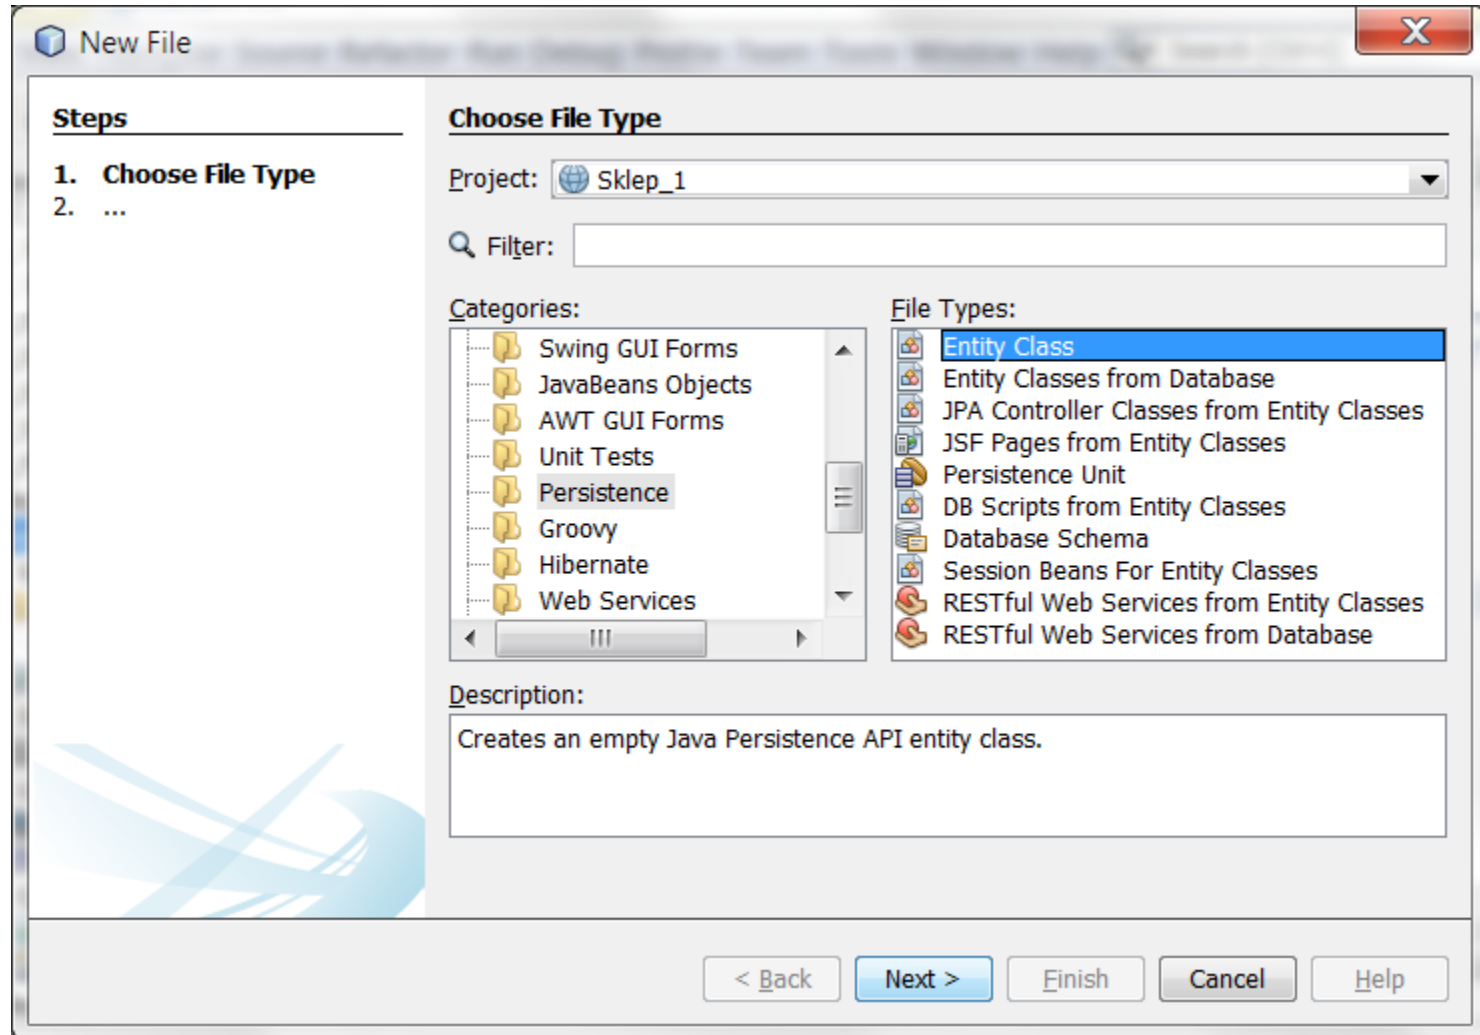 New File
Steps
1. Choose File Type
2. ...
Choose File Type
Project: Sklep_1
Filter:
Categories:
Swing GUI Forms
JavaBeans Objects
AWT GUI Forms
Unit Tests
Persistence
Groovy
Hibernate
Web Services
File Types:
Entity Class
Entity Classes from Database
JPA Controller Classes from Entity Classes
JSF Pages from Entity Classes
Persistence Unit
DB Scripts from Entity Classes
Database Schema
Session Beans For Entity Classes
RESTful Web Services from Entity Classes
RESTful Web Services from Database
Description:
Creates an empty Java Persistence API entity class.
< Back Next > Finish Cancel Help